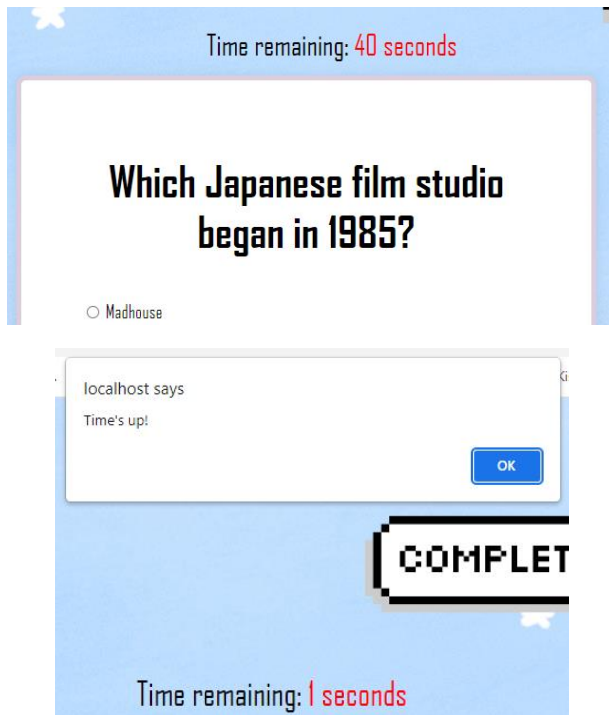 Time remaining: 40 seconds
Which Japanese film studio
began in 1985?
Madhouse
localhost says
Time's up!
OK
COMPLET
Time remaining: 1 seconds